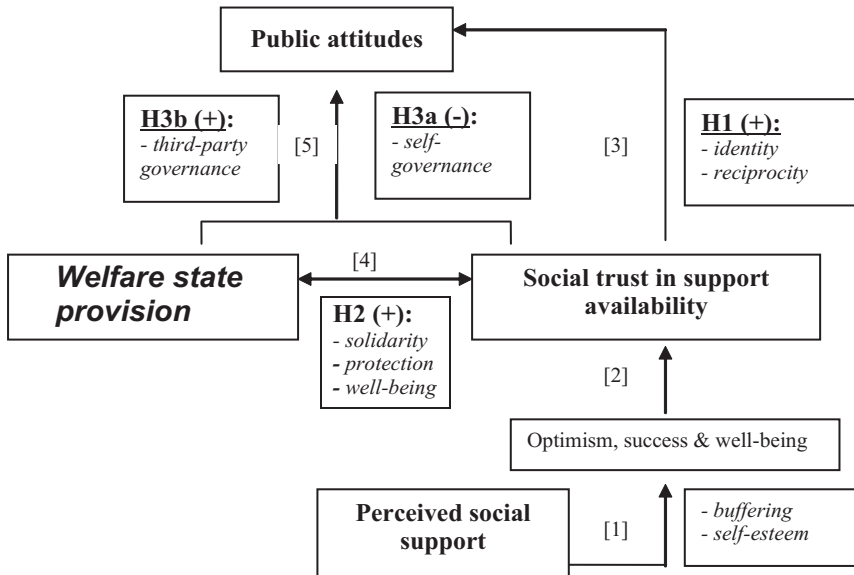 Public attitudes
H3b (+):
- third-party
governance
[5]
H3a (-):
- self-
governance
[3]
H1 (+):
- identity
- reciprocity
Welfare state
provision
[4]
Social trust in support
availability
H2 (+):
- solidarity
- protection
- well-being
[2]
Optimism, success & well-being
Perceived social
support
[1]
- buffering
- self-esteem